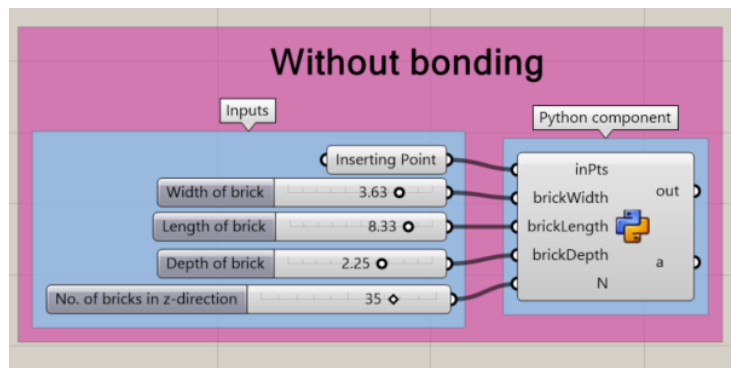 Without bonding
Inputs
Python component
Inserting Point
Width of brick 3.63
Length of brick 8.33
Depth of brick 2.25
No. of bricks in z-direction 35
inPts
brickWidth
brickLength
brickDepth
N
out
a